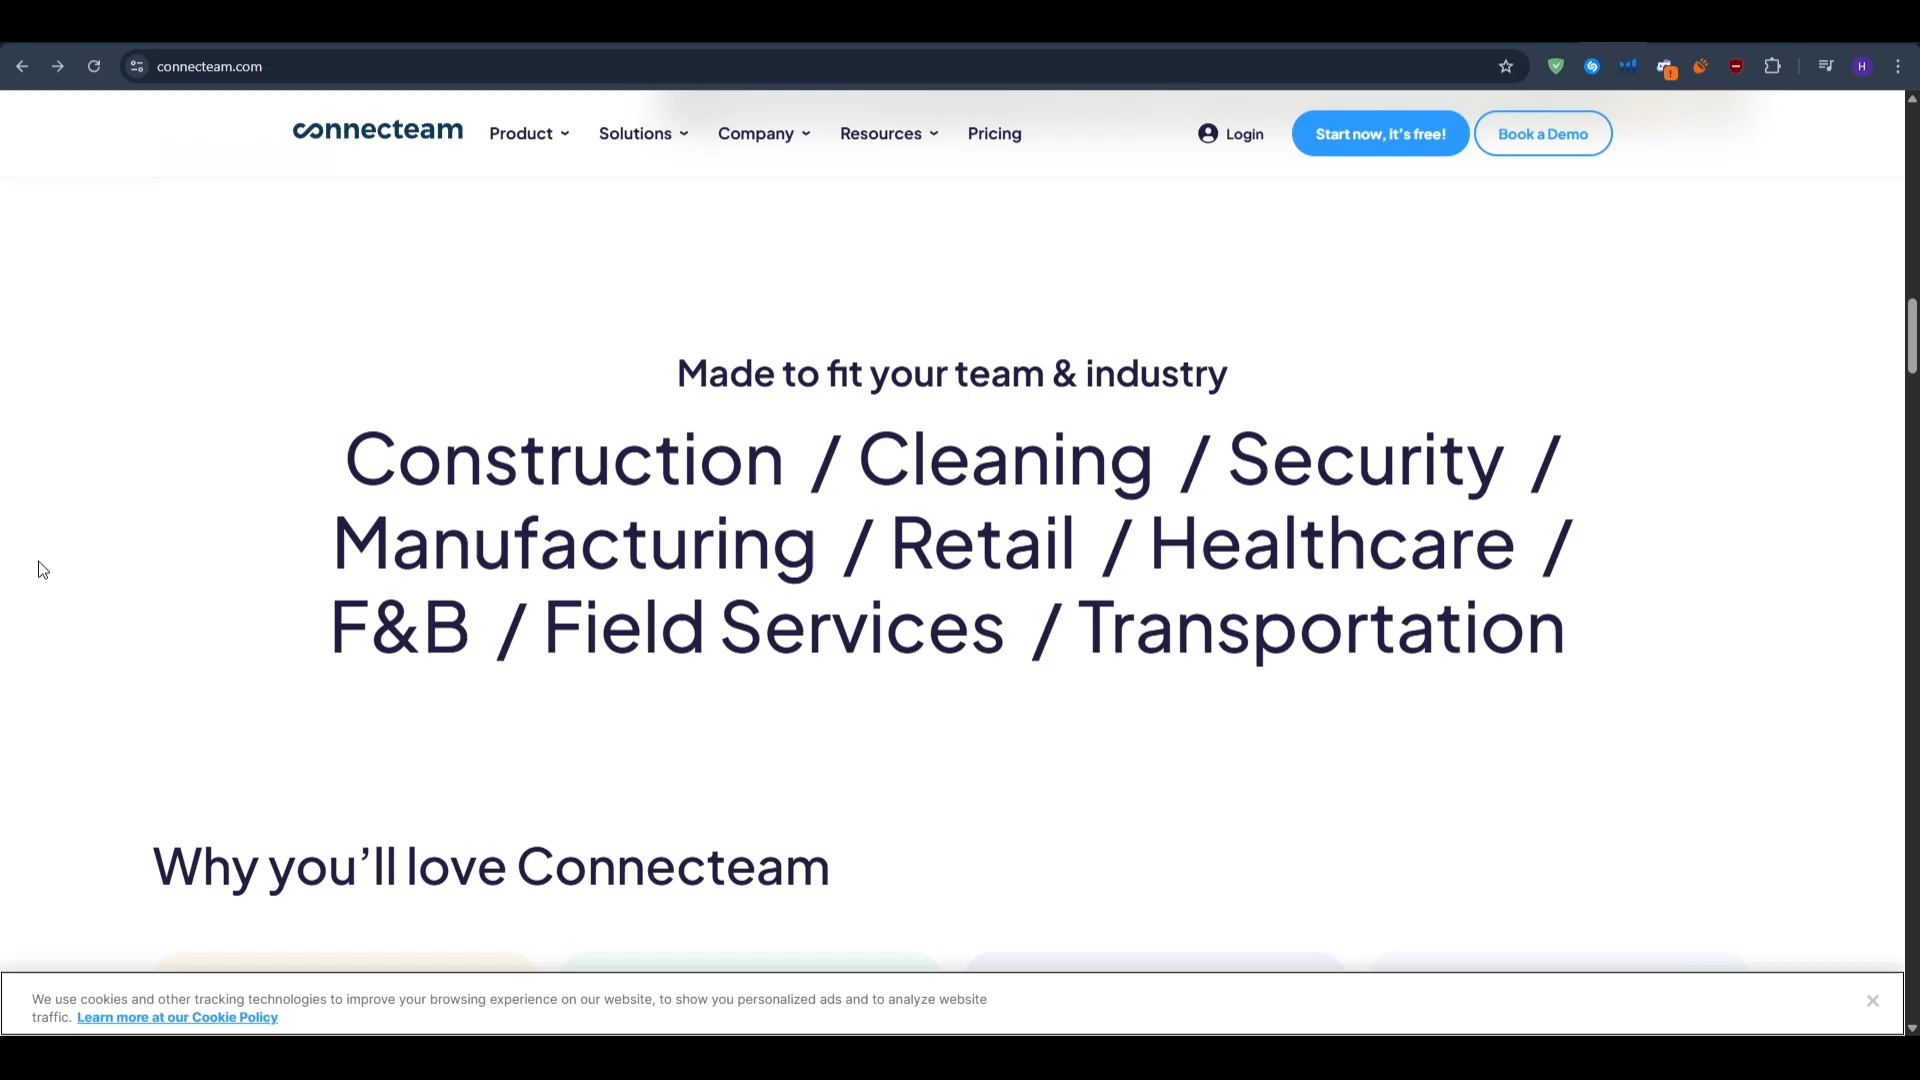 connecteam.com
H
connecteam Product Solutions Company Resources Pricing Login Start now, It's free! Book a Demo
Made to fit your team & industry
Construction / Cleaning / Security /
Manufacturing / Retail / Healthcare /
F&B / Field Services / Transportation
Why you’ll love Connecteam
We use cookies and other tracking technologies to improve your browsing experience on our website, to show you personalized ads and to analyze website
traffic. Learn more at our Cookie Policy